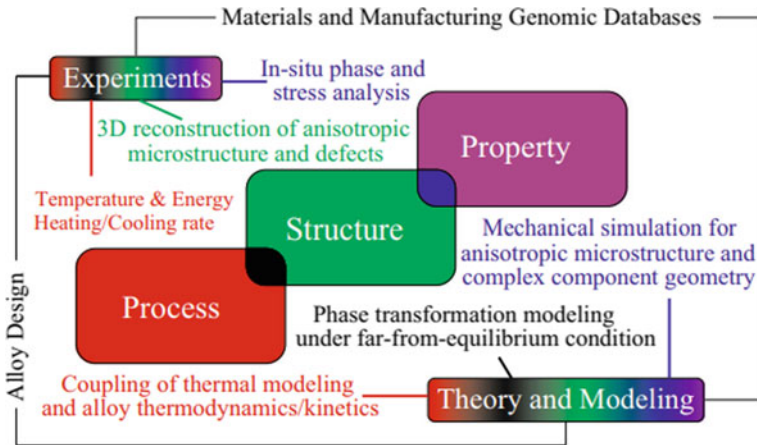 Materials and Manufacturing Genomic Databases
Experiments
In-situ phase and
stress analysis
3D reconstruction of anisotropic
microstructure and defects
Property
Temperature & Energy
Heating/Cooling rate
Structure
Mechanical simulation for
anisotropic microstructure and
complex component geometry
Process
Phase transformation modeling
under far-from-equilibrium condition
Alloy Design
Coupling of thermal modeling
and alloy thermodynamics/kinetics
Theory and Modeling